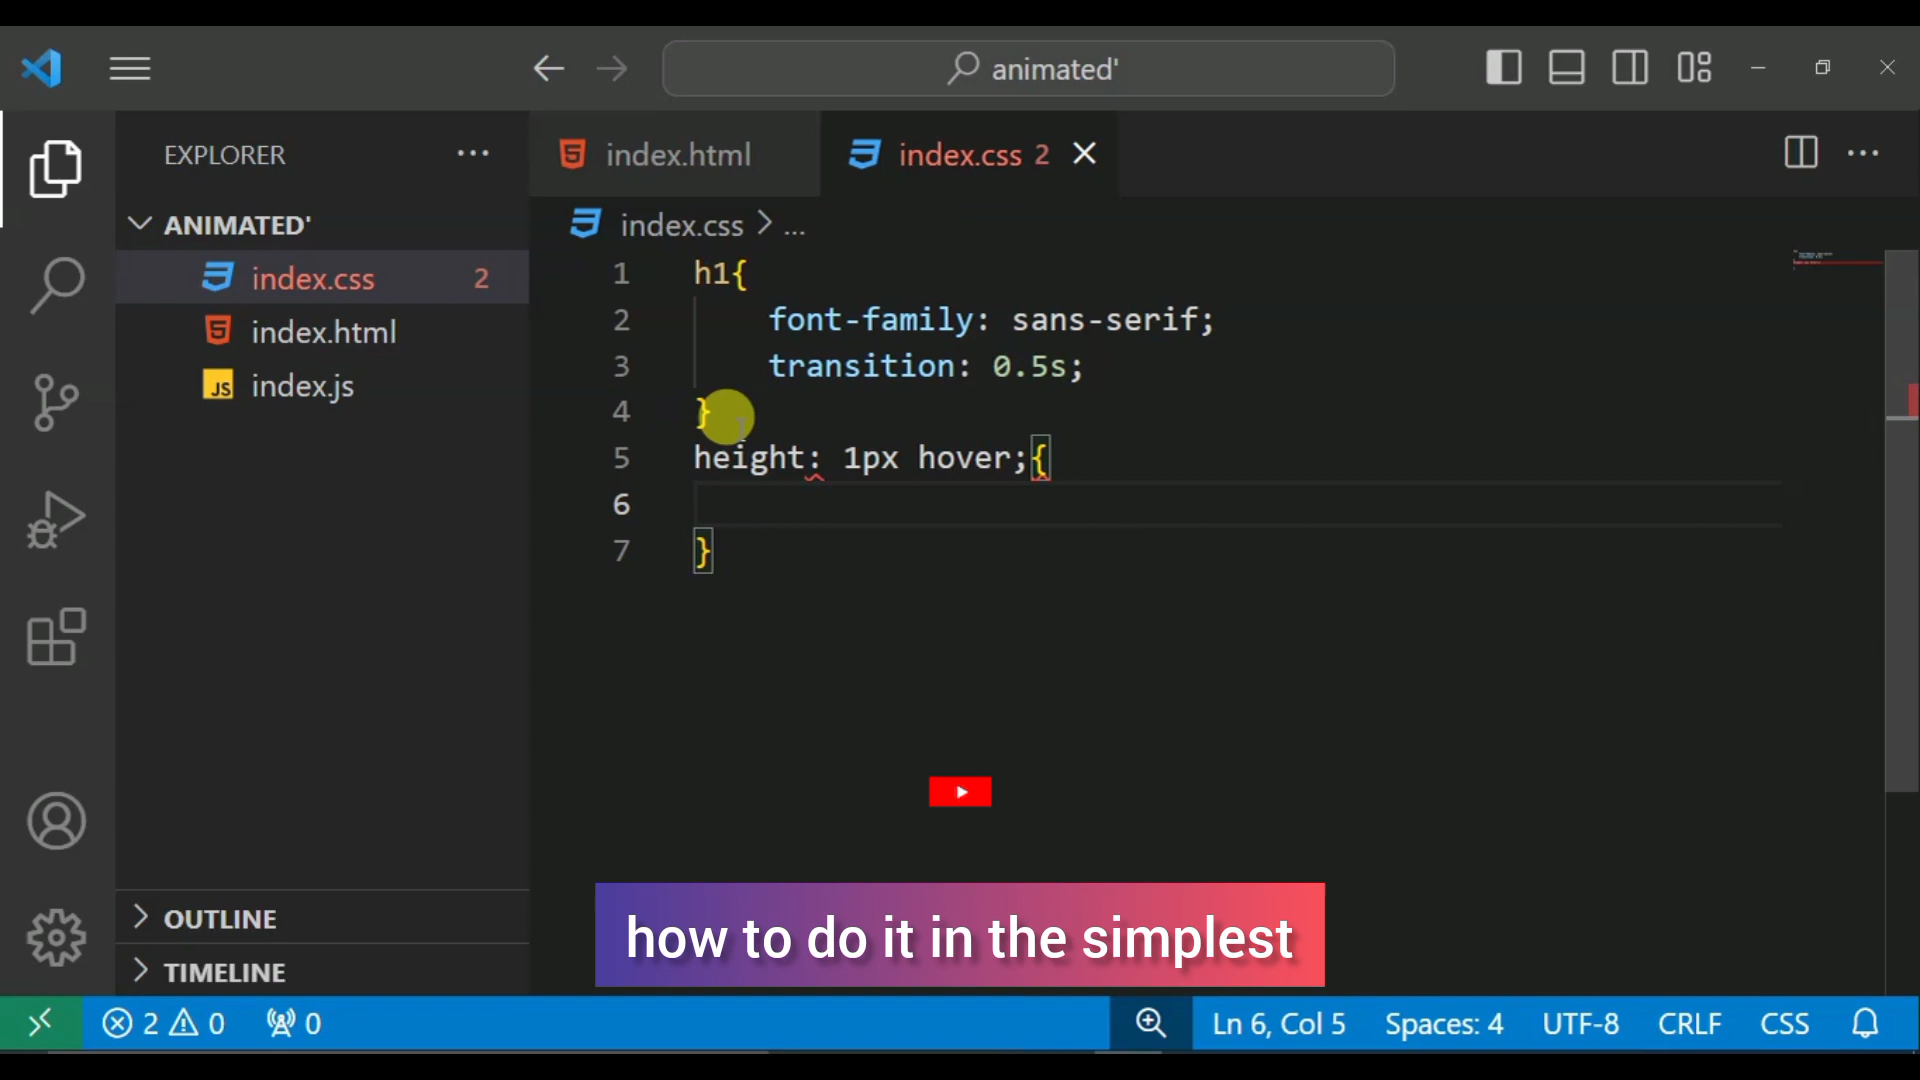 animated'
EXPLORER
index.html
index.css 2
ANIMATED'
index.css 2
index.html
JS index.js
index.css > ...
1 h1{
2 font-family: sans-serif;
3 transition: 0.5s;
4 }
5 height: 1px hover;{
6
7 }
how to do it in the simplest
OUTLINE
TIMELINE
2 0 0
Ln 6, Col 5 Spaces: 4 UTF-8 CRLF CSS